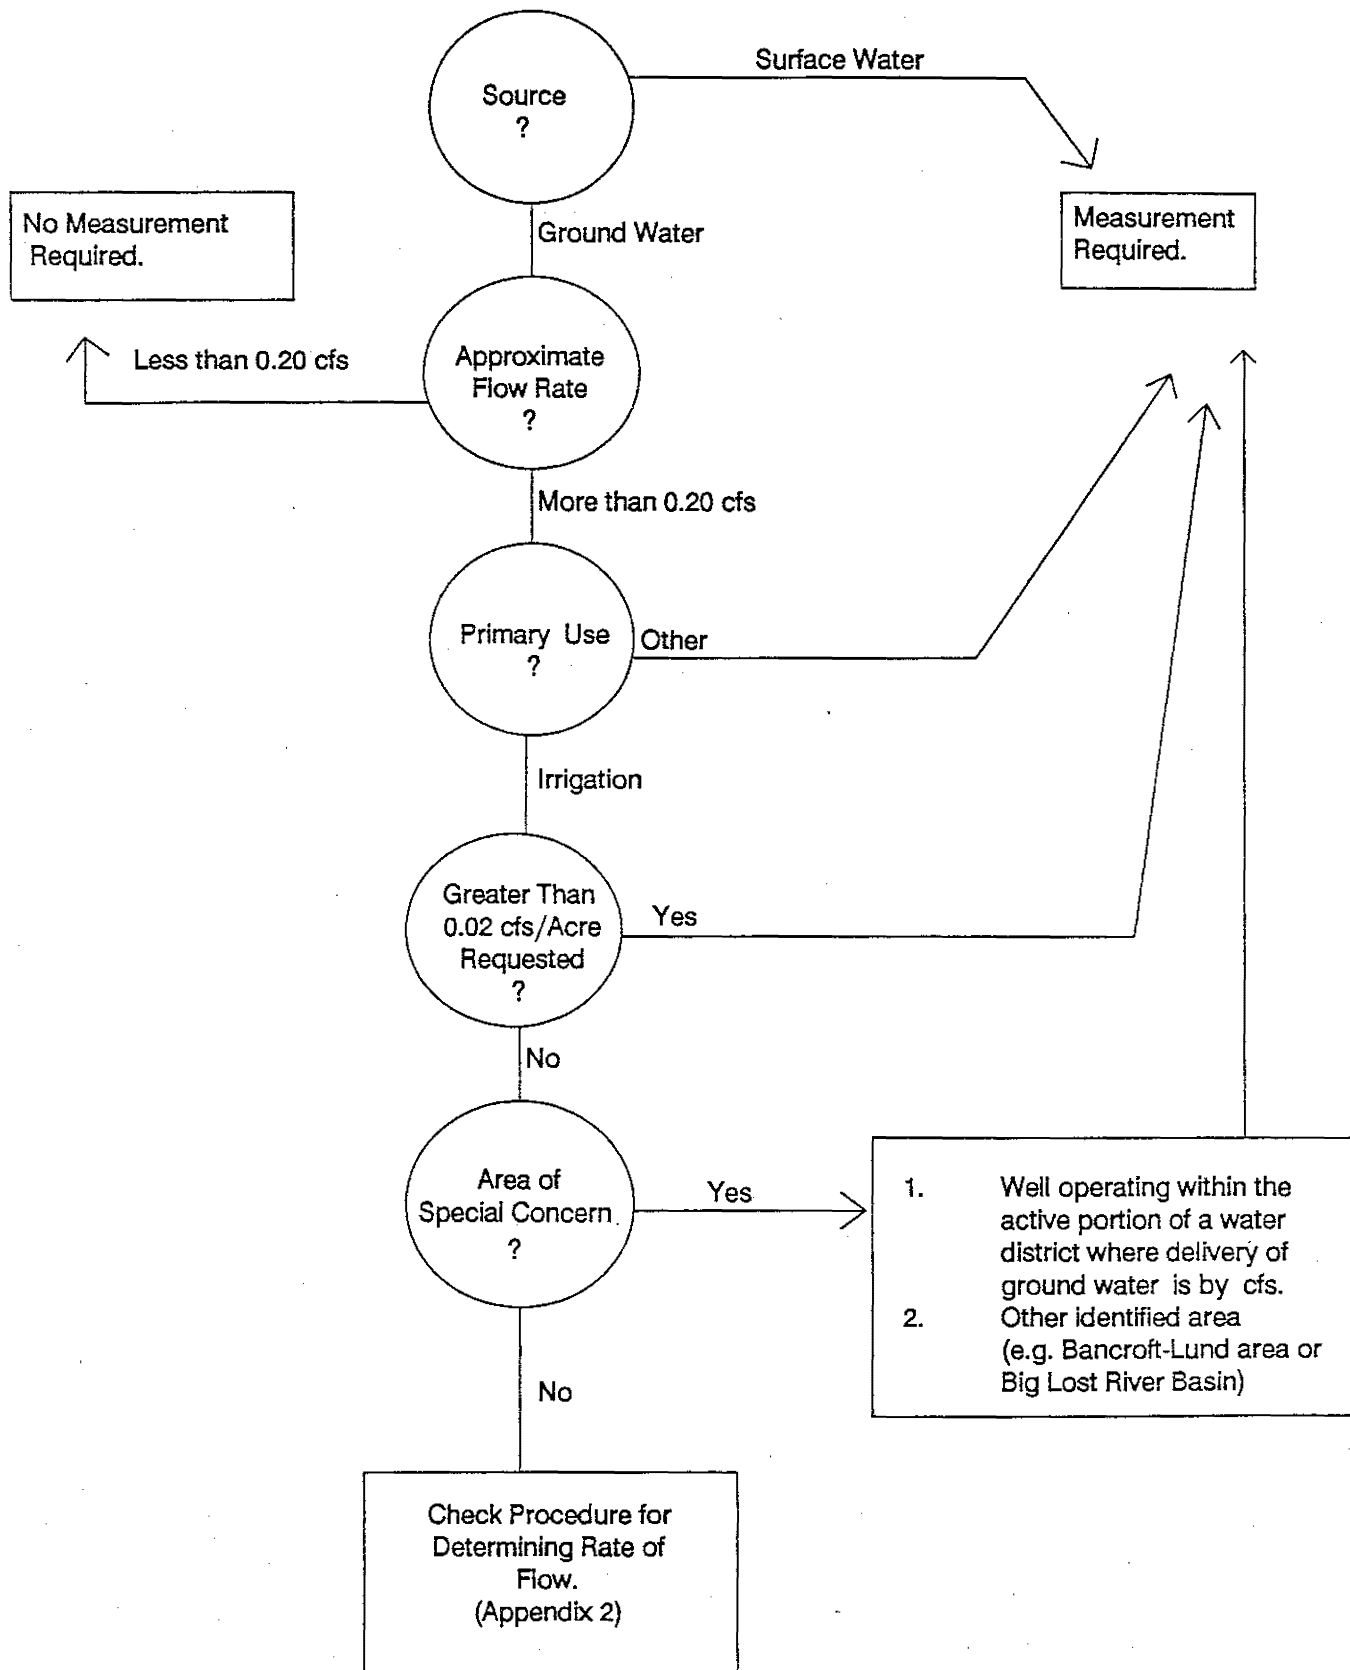 Surface Water
Source
?
No Measurement
Required.
Measurement
Required.
Ground Water
Less than 0.20 cfs
Approximate
Flow Rate
?
More than 0.20 cfs
Primary Use
?
Other
Irrigation
Greater Than
0.02 cfs/Acre
Requested
?
Yes
No
Area of
Special Concern
?
Yes
1. Well operating within the
active portion of a water
district where delivery of
ground water is by cfs.
2. Other identified area
(e.g. Bancroft-Lund area or
Big Lost River Basin)
No
Check Procedure for
Determining Rate of
Flow.
(Appendix 2)